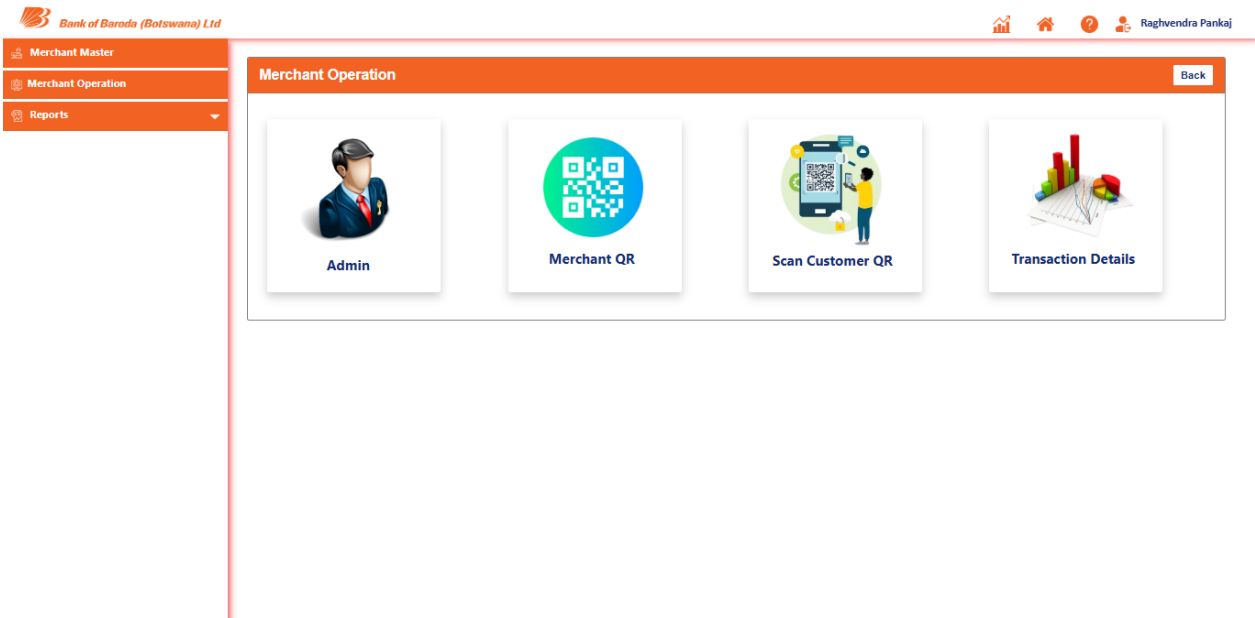 Bank of Baroda (Botswana) Ltd
Raghvendra Pankaj
Merchant Master
Merchant Operation
Reports
Merchant Operation
Back
Admin
Merchant QR
Scan Customer QR
Transaction Details